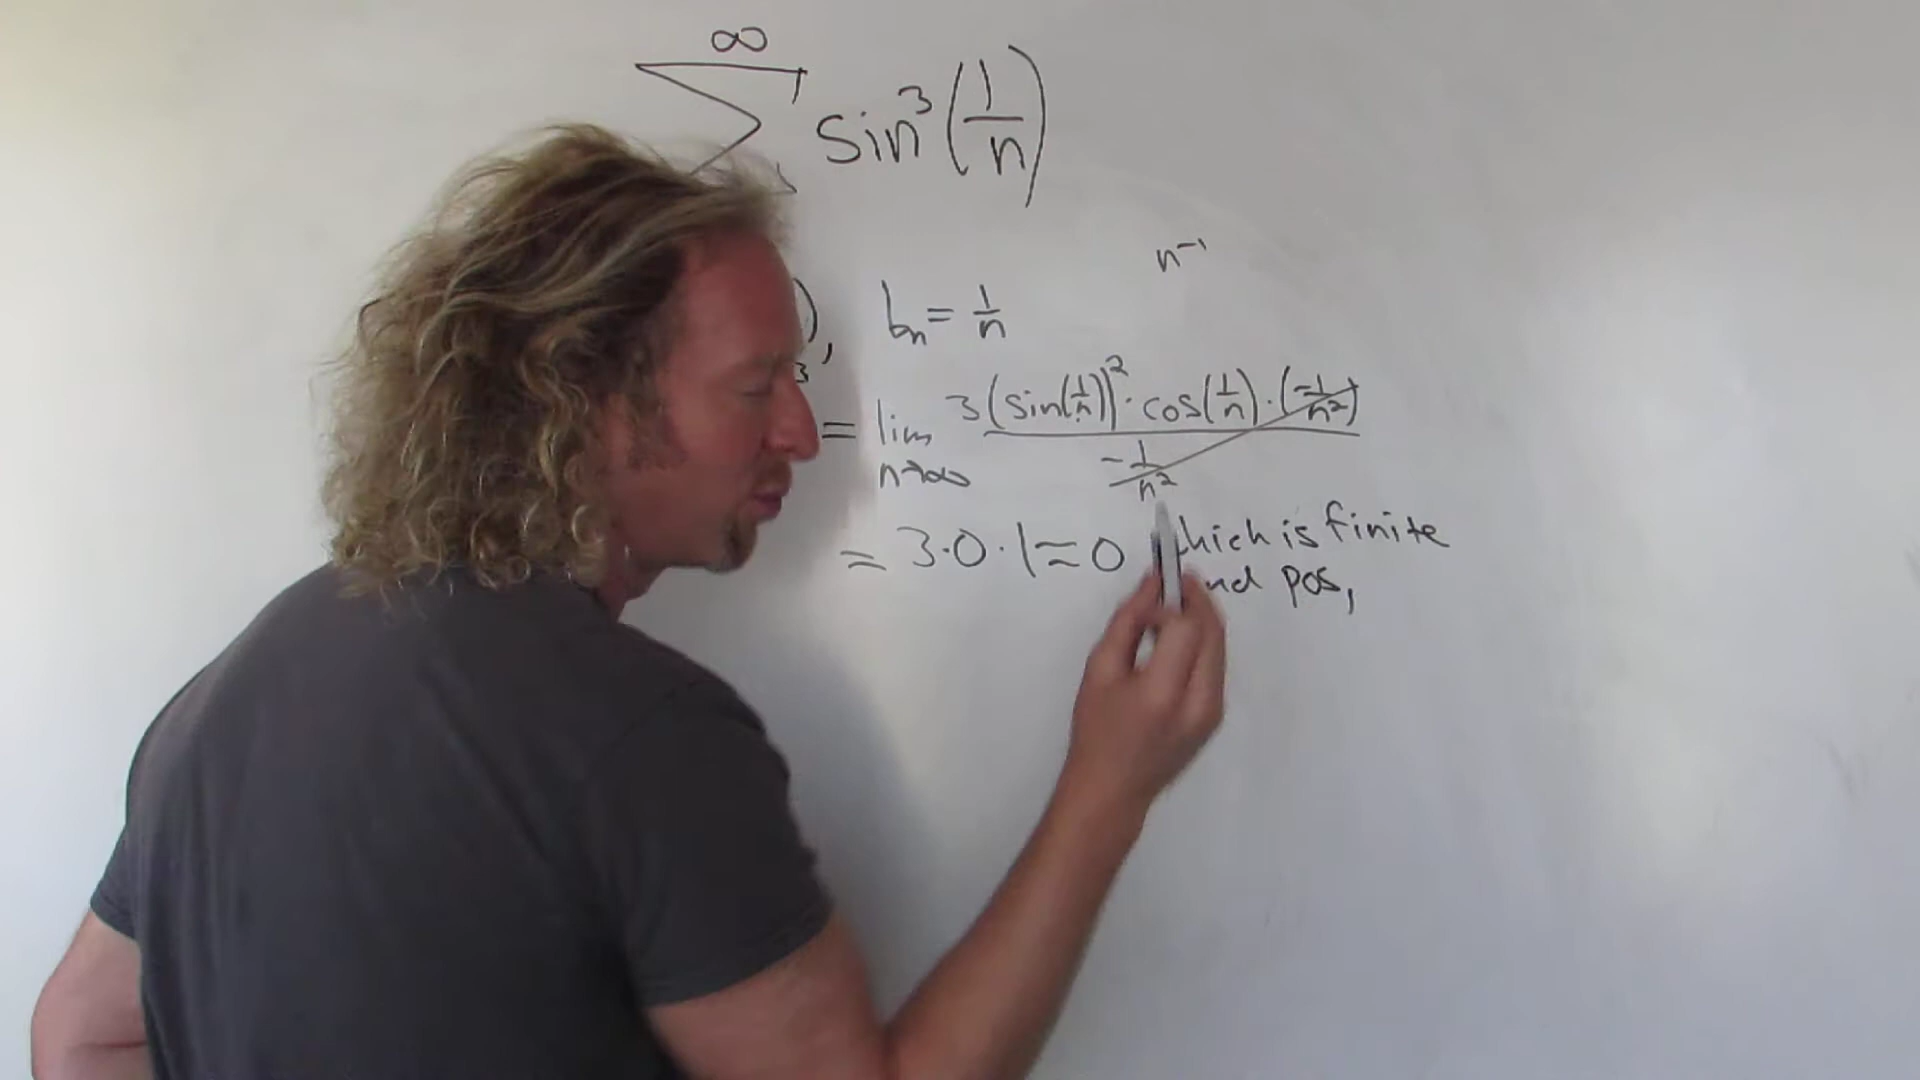 ∞
∑ sin³(1/n)
n⁻¹
), bₙ = 1/n
3
= lim n→∞ 3(sin(1/n))² · cos(1/n) · (-1/n²) / -1/n²
= 3·0·1 = 0 which is finite
and pos,